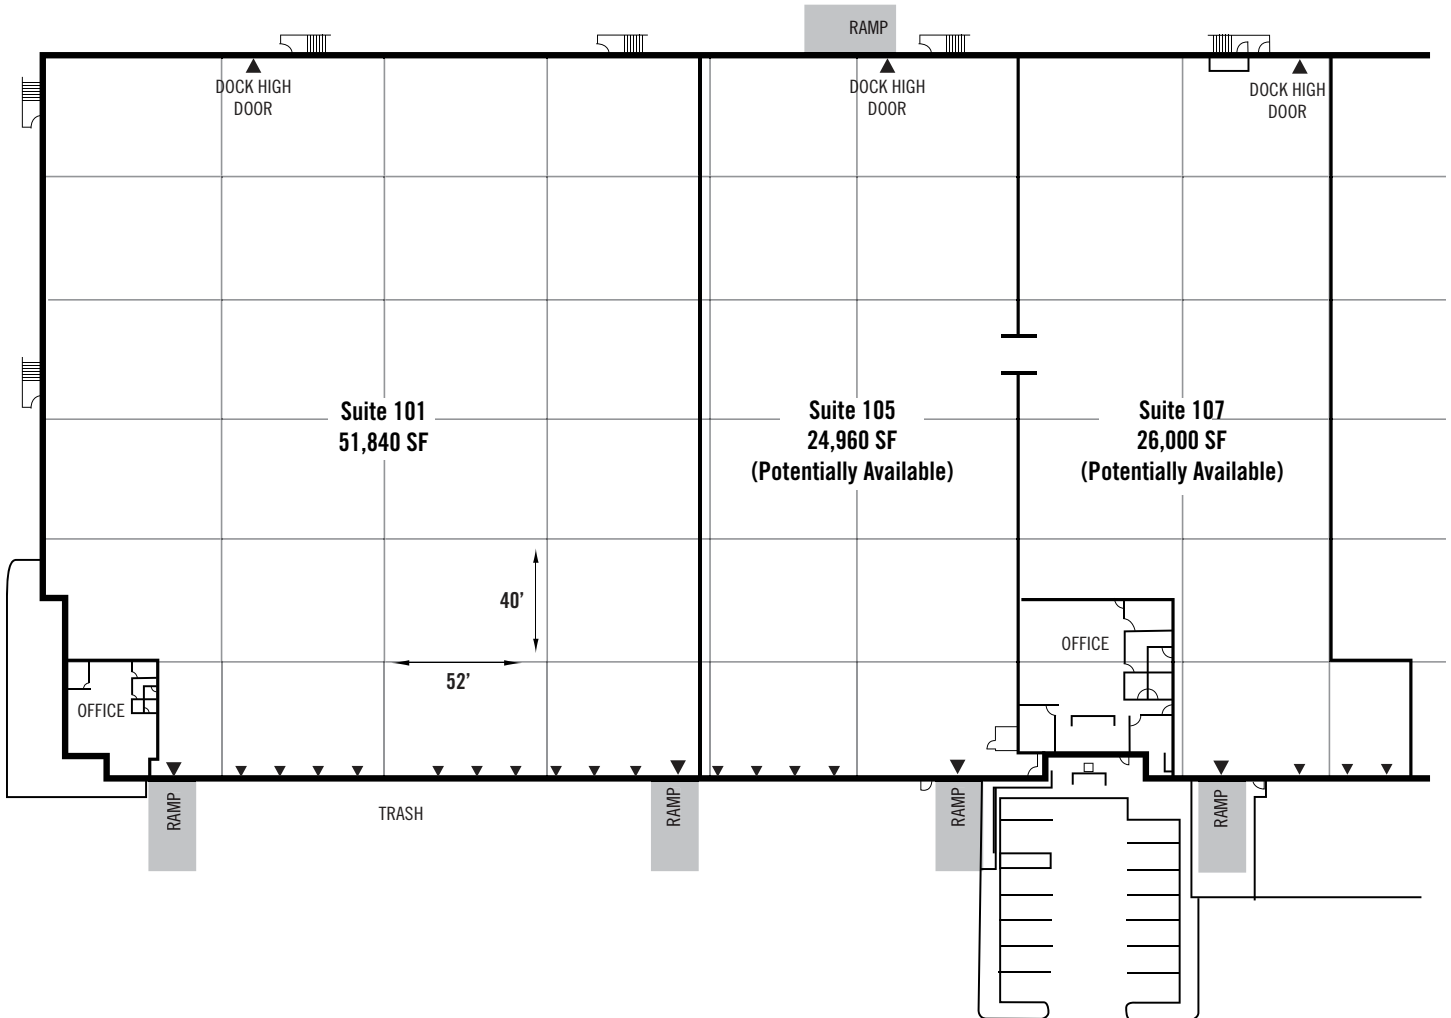 RAMP
DOCK HIGH
DOOR
DOCK HIGH
DOOR
DOCK HIGH
DOOR
Suite 101
51,840 SF
Suite 105
24,960 SF
(Potentially Available)
Suite 107
26,000 SF
(Potentially Available)
40’
52’
OFFICE
OFFICE
RAMP
TRASH
RAMP
RAMP
RAMP